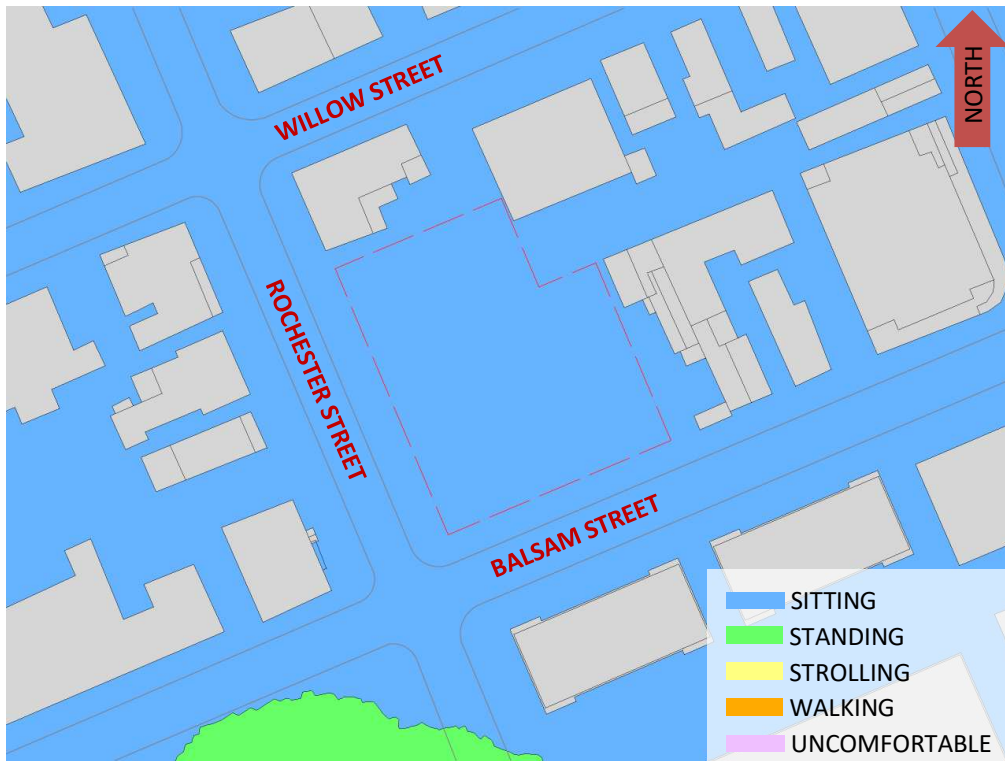 WILLOW STREET
NORTH
ROCHESTER STREET
BALSAM STREET
SITTING
STANDING
STROLLING
WALKING
UNCOMFORTABLE